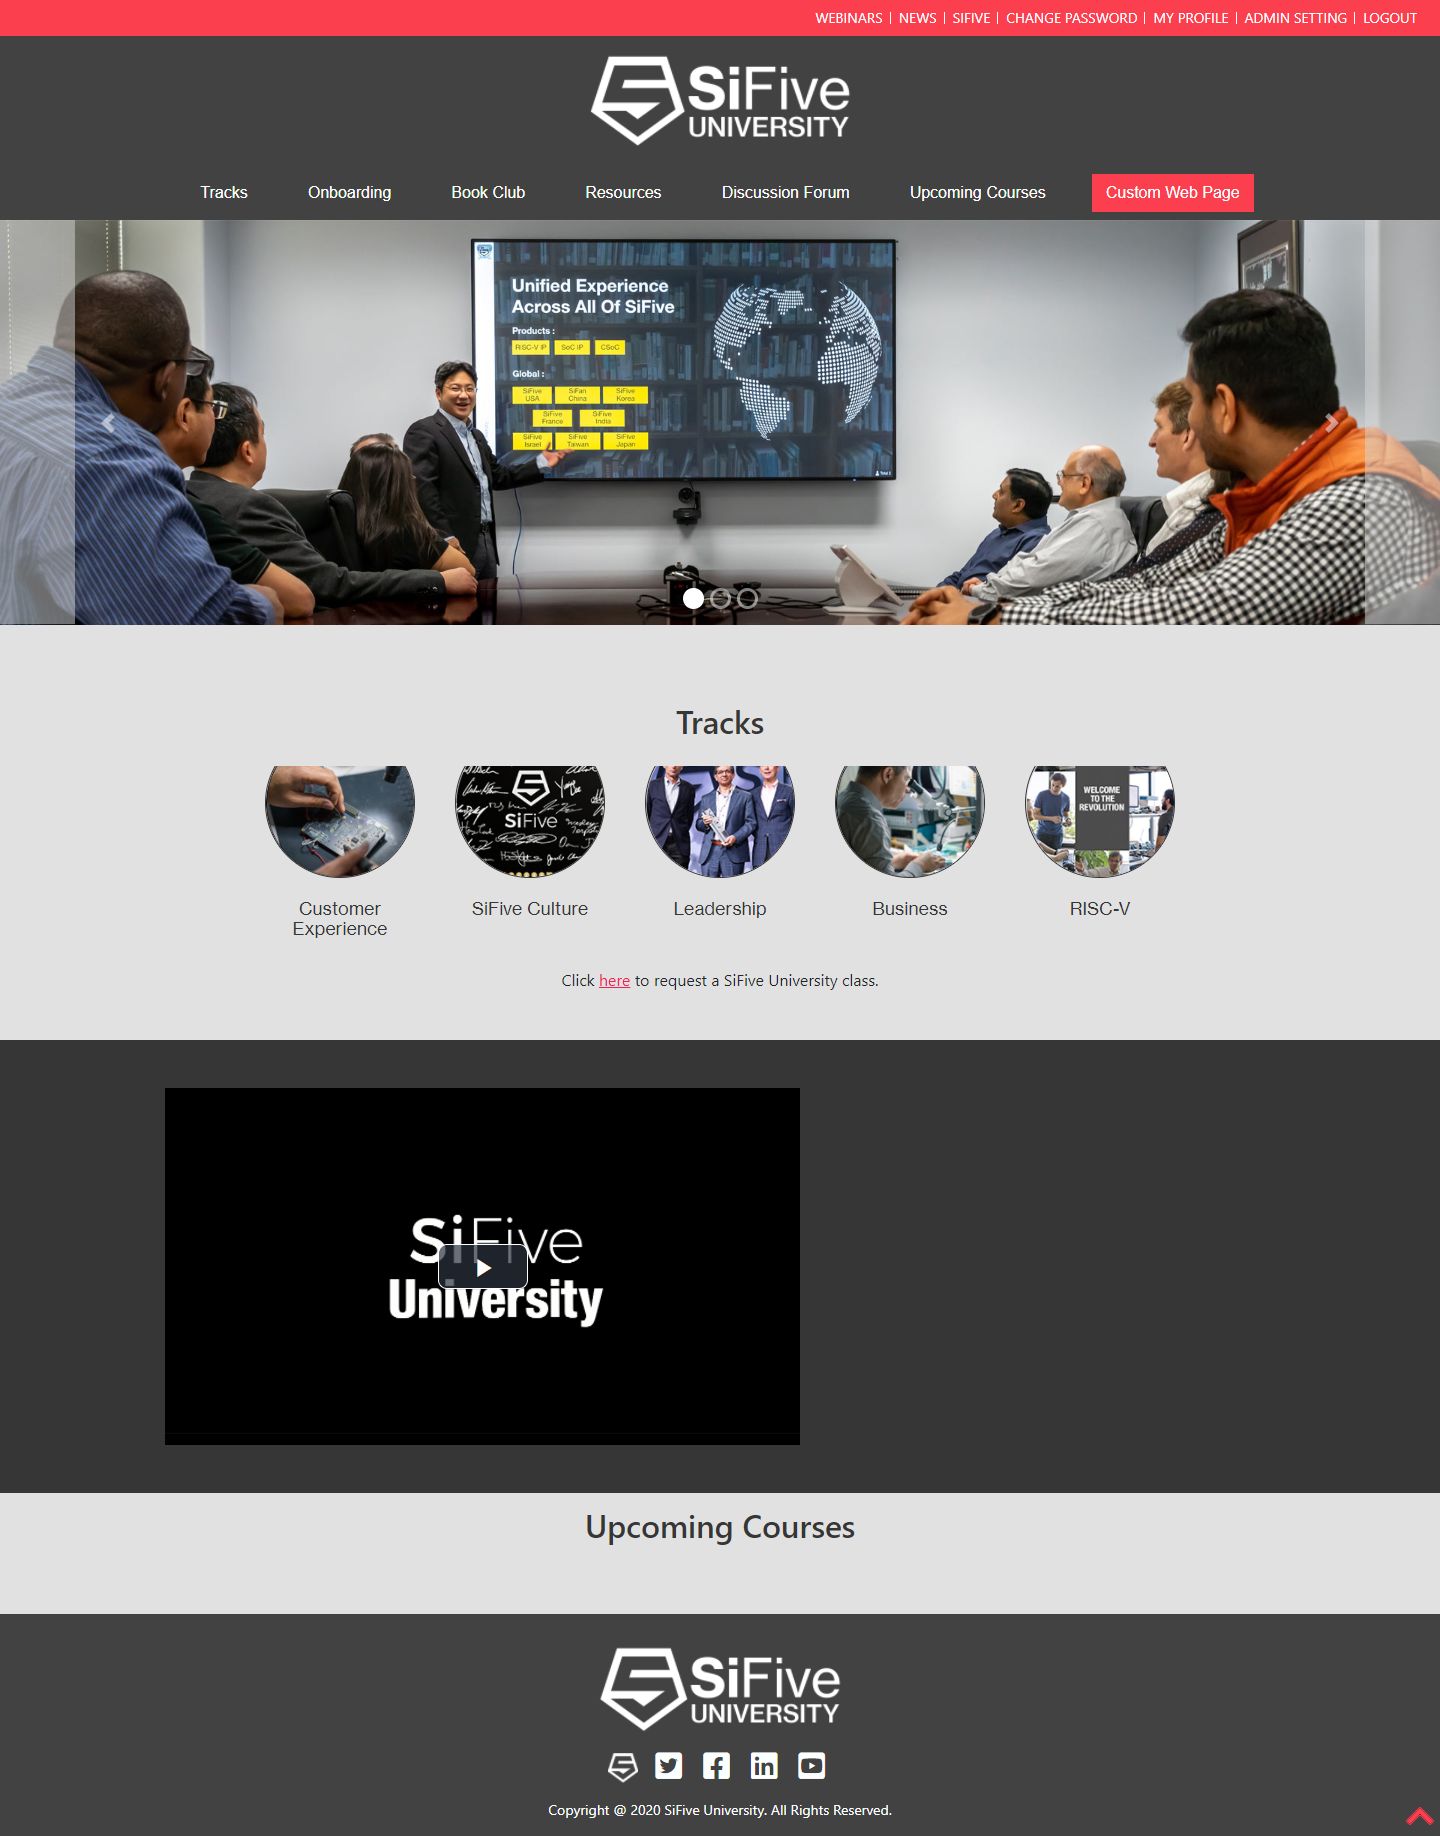 WEBINARS | NEWS | SIFIVE | CHANGE PASSWORD | MY PROFILE | ADMIN SETTING | LOGOUT
SiFive
UNIVERSITY
Tracks Onboarding Book Club Resources Discussion Forum Upcoming Courses Custom Web Page
Unified Experience
Across All Of SiFive
Products :
RISC-V IP SoC IP CSoC
Global :
SiFive USA SiFan China SiFive Korea
SiFive France SiFive India
SiFive Israel SiFive Taiwan SiFive Japan
Tracks
SiFive
WELCOME
TO THE
REVOLUTION
Customer Experience
SiFive Culture
Leadership
Business
RISC-V
Click here to request a SiFive University class.
SiFive
University
Upcoming Courses
SiFive
UNIVERSITY
Copyright @ 2020 SiFive University. All Rights Reserved.